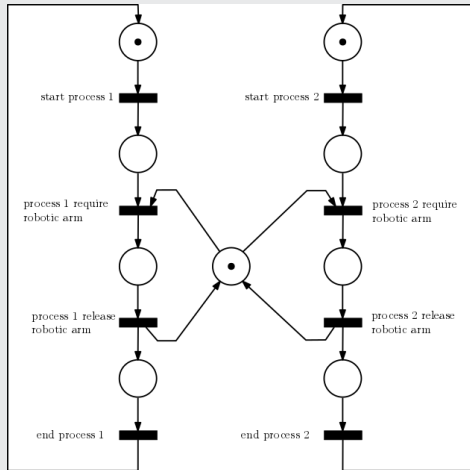 start process 1
start process 2
process 1 require
robotic arm
process 2 require
robotic arm
process 1 release
robotic arm
process 2 release
robotic arm
end process 1
end process 2